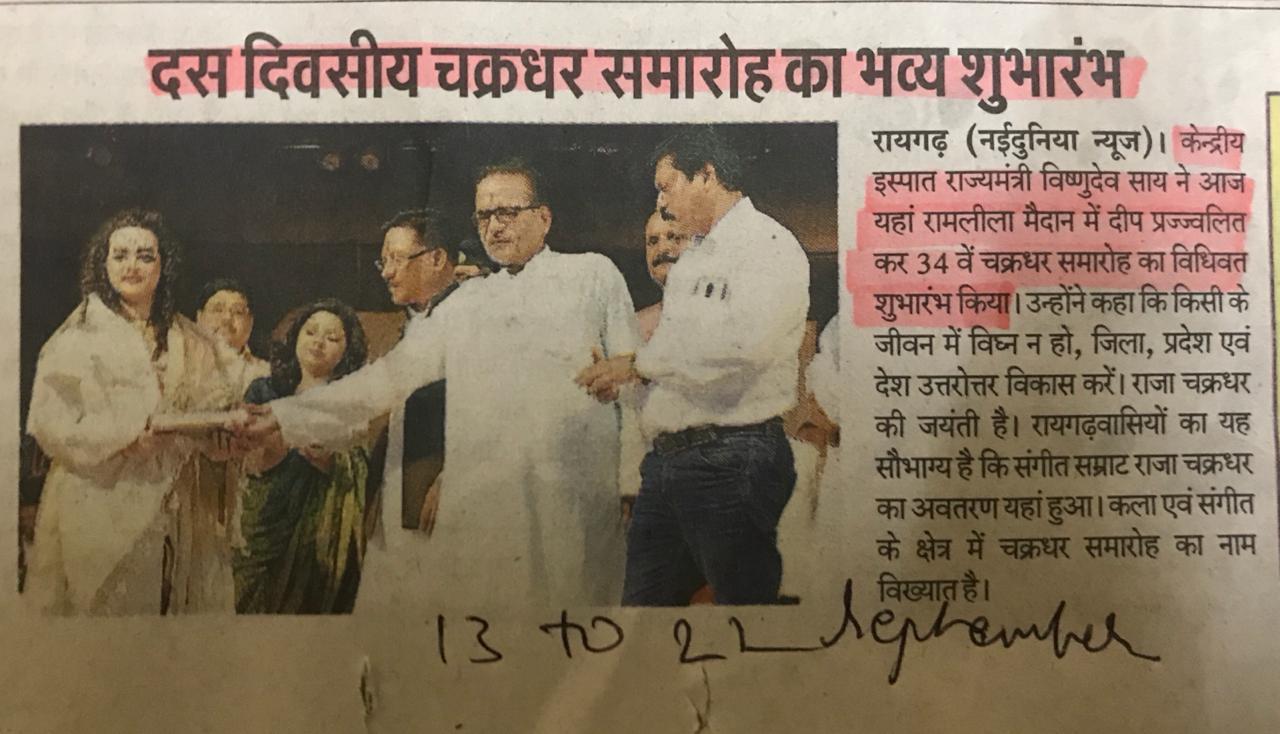 दस दिवसीय चक्रधर समारोह का भव्य शुभारंभ
रायगढ़ (नईदुनिया न्यूज)। केन्द्रीय
इस्पात राज्यमंत्री विष्णुदेव साय ने आज
यहां रामलीला मैदान में दीप प्रज्ज्वलित
कर 34 वें चक्रधर समारोह का विधिवत
शुभारंभ किया। उन्होंने कहा कि किसी के
जीवन में विघ्न न हो, जिला, प्रदेश एवं
देश उत्तरोत्तर विकास करें। राजा चक्रधर
की जयंती है। रायगढ़वासियों का यह
सौभाग्य है कि संगीत सम्राट राजा चक्रधर
का अवतरण यहां हुआ। कला एवं संगीत
के क्षेत्र में चक्रधर समारोह का नाम
विख्यात है।
13 to 22 September